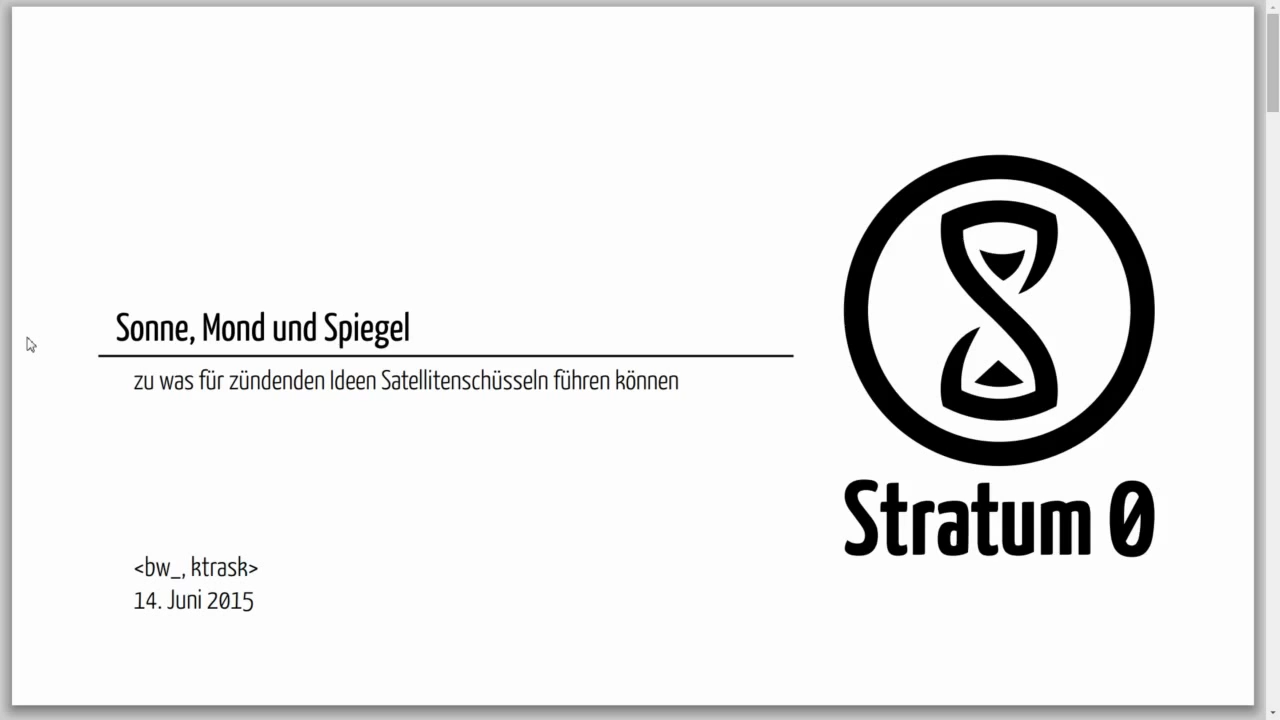 Sonne, Mond und Spiegel
zu was für zündenden Ideen Satellitenschüsseln führen können
<bw_, ktrask>
14. Juni 2015
Stratum 0